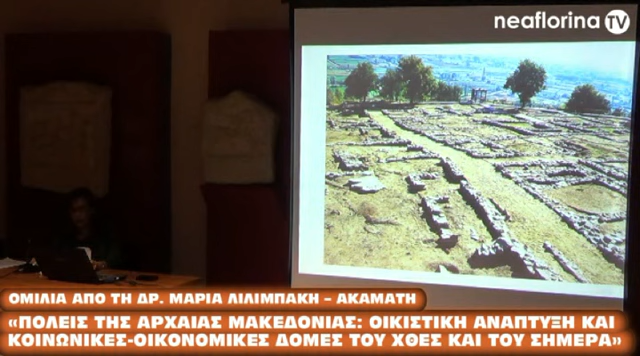 neaflorina TV
ΟΜΙΛΙΑ ΑΠΟ ΤΗ ΔΡ. ΜΑΡΙΑ ΛΙΛΙΜΠΑΚΗ – ΑΚΑΜΑΤΗ
«ΠΟΛΕΙΣ ΤΗΣ ΑΡΧΑΙΑΣ ΜΑΚΕΔΟΝΙΑΣ: ΟΙΚΙΣΤΙΚΗ ΑΝΑΠΤΥΞΗ ΚΑΙ
ΚΟΙΝΩΝΙΚΕΣ-ΟΙΚΟΝΟΜΙΚΕΣ ΔΟΜΕΣ ΤΟΥ ΧΘΕΣ ΚΑΙ ΤΟΥ ΣΗΜΕΡΑ»